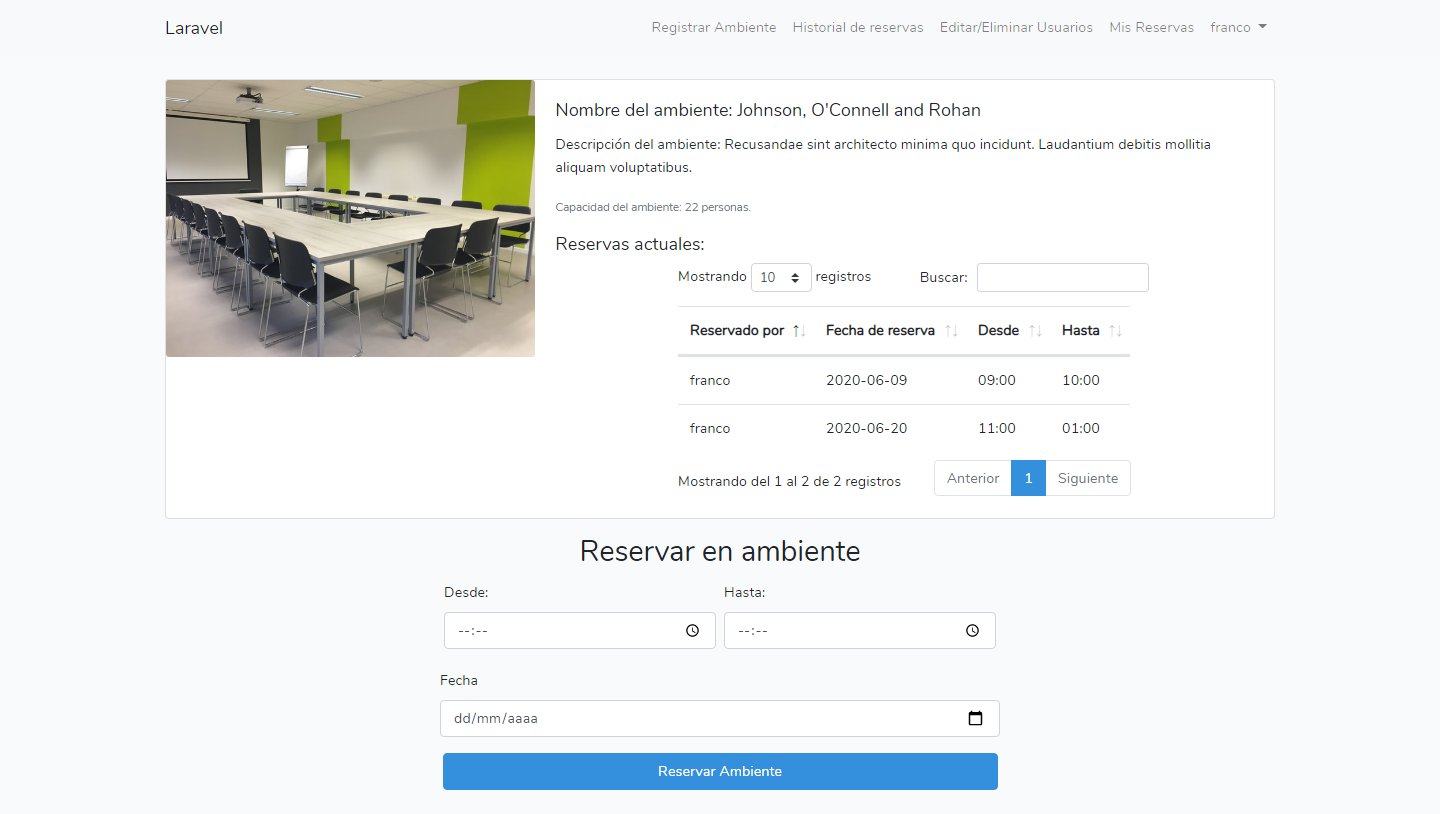 Laravel Registrar Ambiente Historial de reservas Editar/Eliminar Usuarios Mis Reservas franco
Nombre del ambiente: Johnson, O'Connell and Rohan
Descripción del ambiente: Recusandae sint architecto minima quo incidunt. Laudantium debitis mollitia
aliquam voluptatibus.
Capacidad del ambiente: 22 personas.
Reservas actuales:
Mostrando 10 registros Buscar:
Reservado por Fecha de reserva Desde Hasta
franco 2020-06-09 09:00 10:00
franco 2020-06-20 11:00 01:00
Mostrando del 1 al 2 de 2 registros Anterior 1 Siguiente
Reservar en ambiente
Desde: Hasta:
--:-- --:--
Fecha
dd/mm/aaaa
Reservar Ambiente